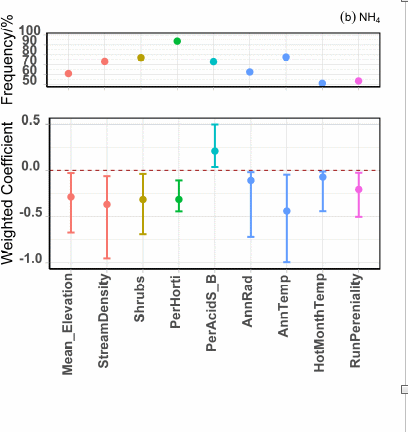 (b) NH₄
Frequency/%
100
90
80
70
60
50
Weighted Coefficient
0.5
0.0
-0.5
-1.0
Mean_Elevation
StreamDensity
Shrubs
PerHorti
PerAcidS_B
AnnRad
AnnTemp
HotMonthTemp
RunPereniality